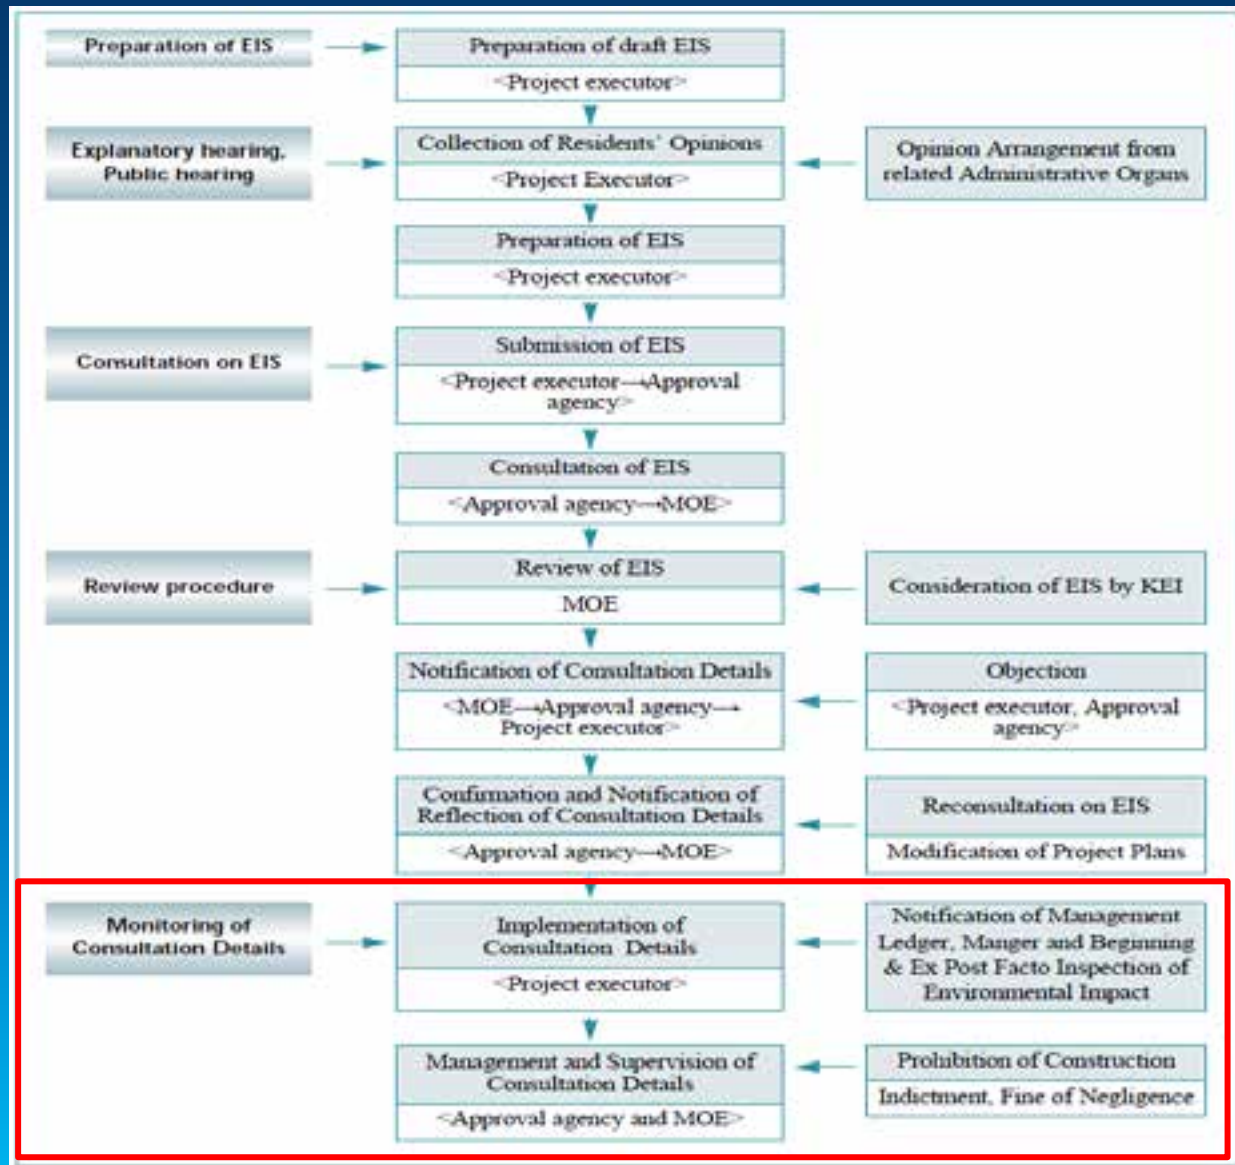 Preparation of EIS
Preparation of draft EIS
<Project executor>
Explanatory hearing,
Public hearing
Collection of Residents' Opinions
<Project Executor>
Opinion Arrangement from
related Administrative Organs
Preparation of EIS
<Project executor>
Consultation on EIS
Submission of EIS
<Project executor→Approval
agency>
Consultation of EIS
<Approval agency→MOE>
Review procedure
Review of EIS
MOE
Consideration of EIS by KEI
Notification of Consultation Details
<MOE→Approval agency→
Project executor>
Objection
<Project executor, Approval
agency>
Confirmation and Notification of
Reflection of Consultation Details
<Approval agency→MOE>
Reconsultation on EIS
Modification of Project Plans
Monitoring of
Consultation Details
Implementation of
Consultation Details
<Project executor>
Notification of Management
Ledger, Manger and Beginning
& Ex Post Facto Inspection of
Environmental Impact
Management and Supervision of
Consultation Details
<Approval agency and MOE>
Prohibition of Construction
Indictment, Fine of Negligence